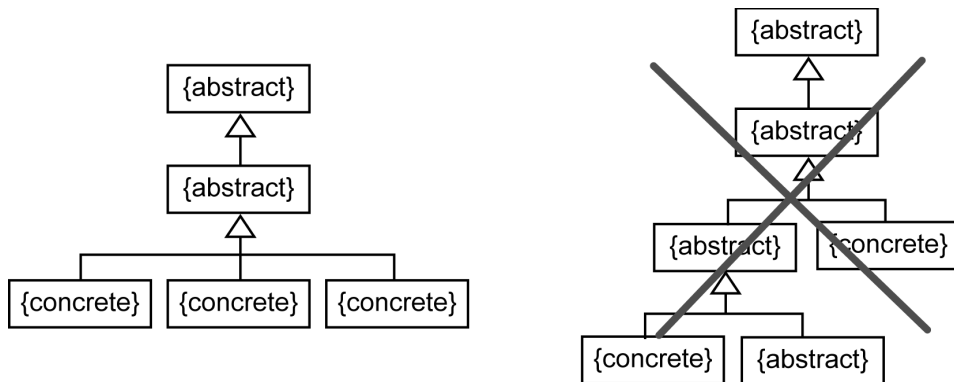 {abstract}
{abstract}
{concrete} {concrete} {concrete}
{abstract}
{abstract}
{abstract} {concrete}
{concrete} {abstract}